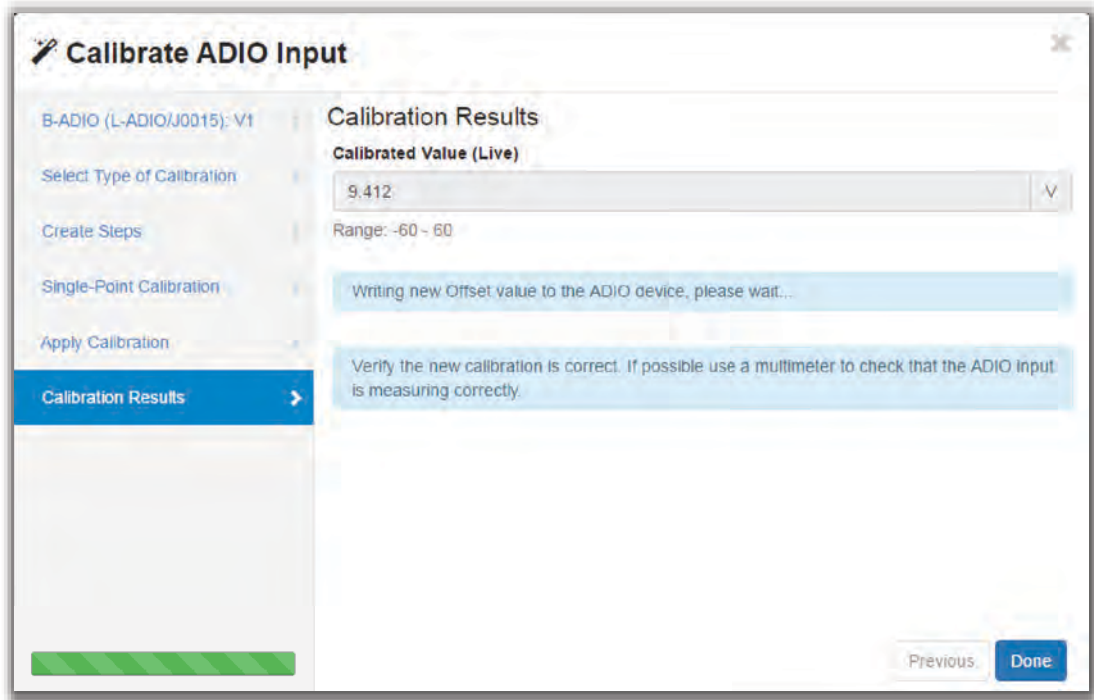 Calibrate ADIO Input
B-ADIO (L-ADIO/J0015): V1
Select Type of Calibration
Create Steps
Single-Point Calibration
Apply Calibration
Calibration Results
Calibration Results
Calibrated Value (Live)
9.412
V
Range: -60 - 60
Writing new Offset value to the ADIO device, please wait...
Verify the new calibration is correct. If possible use a multimeter to check that the ADIO input
is measuring correctly.
Previous
Done